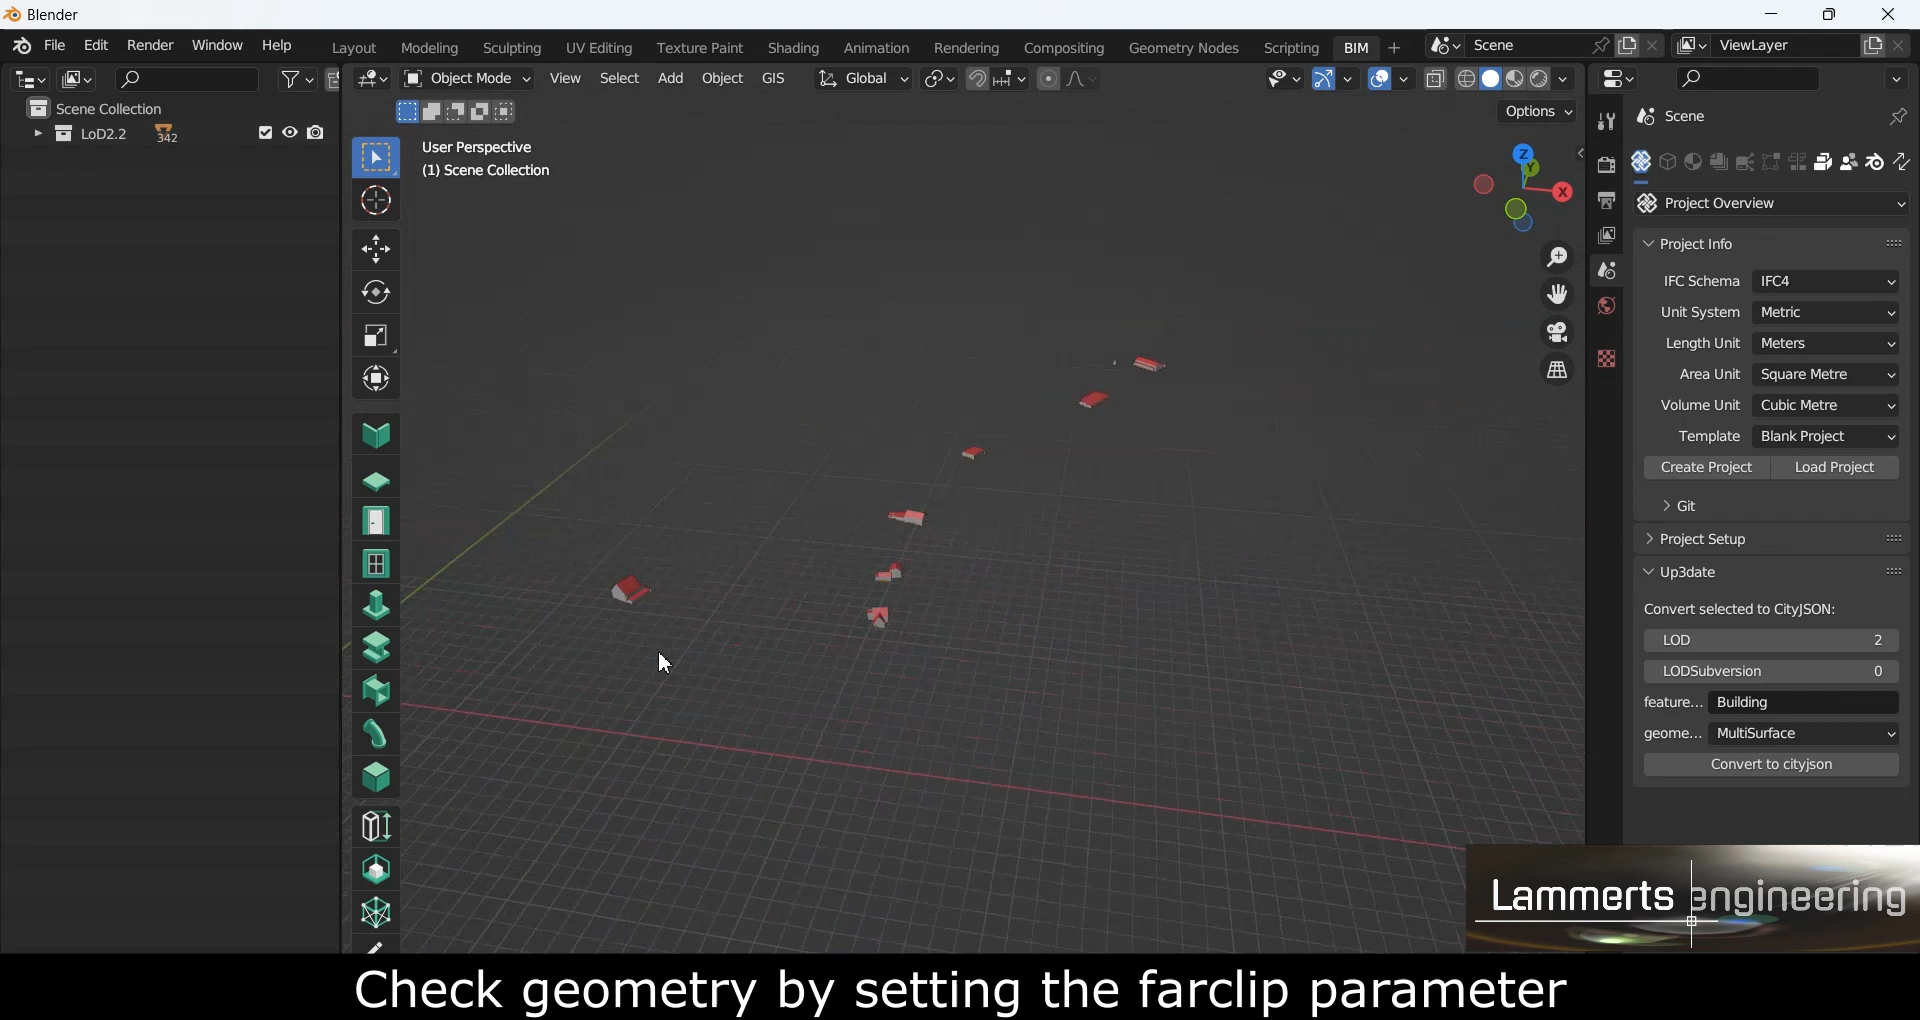 Blender
File Edit Render Window Help Layout Modeling Sculpting UV Editing Texture Paint Shading Animation Rendering Compositing Geometry Nodes Scripting BIM + Scene ViewLayer
Object Mode View Select Add Object GIS Global
Options
Scene Collection
LoD2.2 342
User Perspective
(1) Scene Collection
Z
Y
X
Scene
Project Overview
Project Info
IFC Schema IFC4
Unit System Metric
Length Unit Meters
Area Unit Square Metre
Volume Unit Cubic Metre
Template Blank Project
Create Project Load Project
Git
Project Setup
Up3date
Convert selected to CityJSON:
LOD 2
LODSubversion 0
feature... Building
geome... MultiSurface
Convert to cityjson
Lammerts engineering
Check geometry by setting the farclip parameter